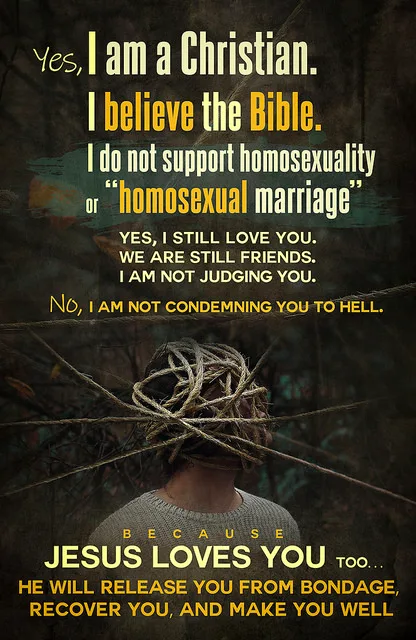 Yes, I am a Christian.
I believe the Bible.
I do not support homosexuality
or "homosexual marriage"
YES, I STILL LOVE YOU.
WE ARE STILL FRIENDS.
I AM NOT JUDGING YOU.
No, I AM NOT CONDEMNING YOU TO HELL.
BECAUSE
JESUS LOVES YOU TOO...
HE WILL RELEASE YOU FROM BONDAGE,
RECOVER YOU, AND MAKE YOU WELL